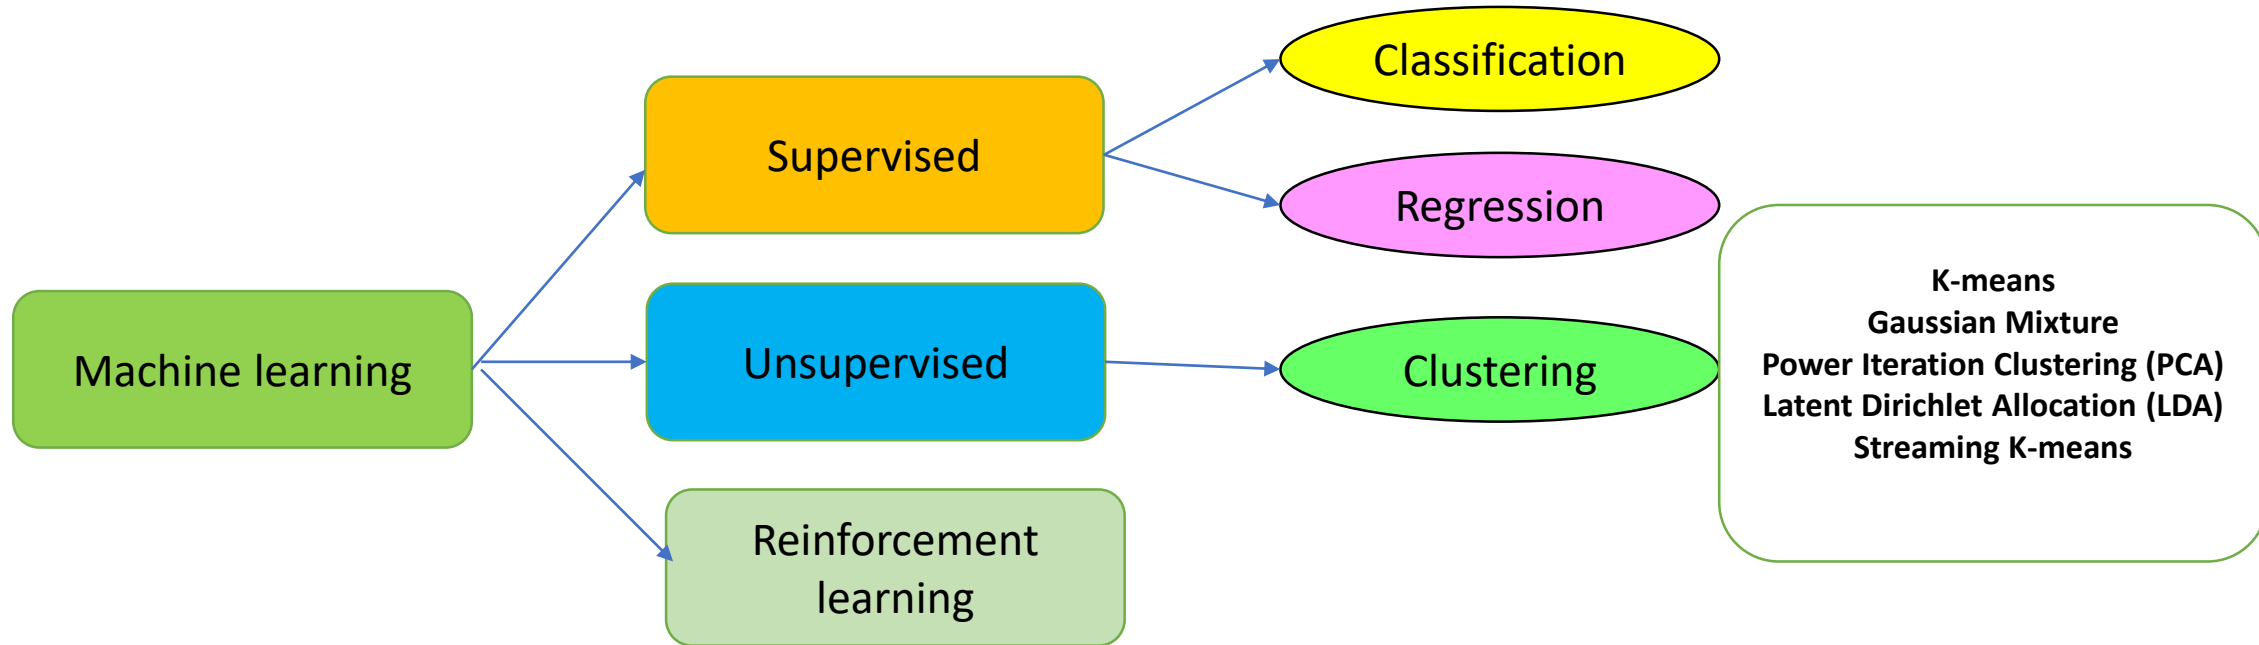 Classification
Supervised
Regression
K-means
Gaussian Mixture
Machine learning
Unsupervised
Clustering
Power Iteration Clustering (PCA)
Latent Dirichlet Allocation (LDA)
Streaming K-means
Reinforcement
learning